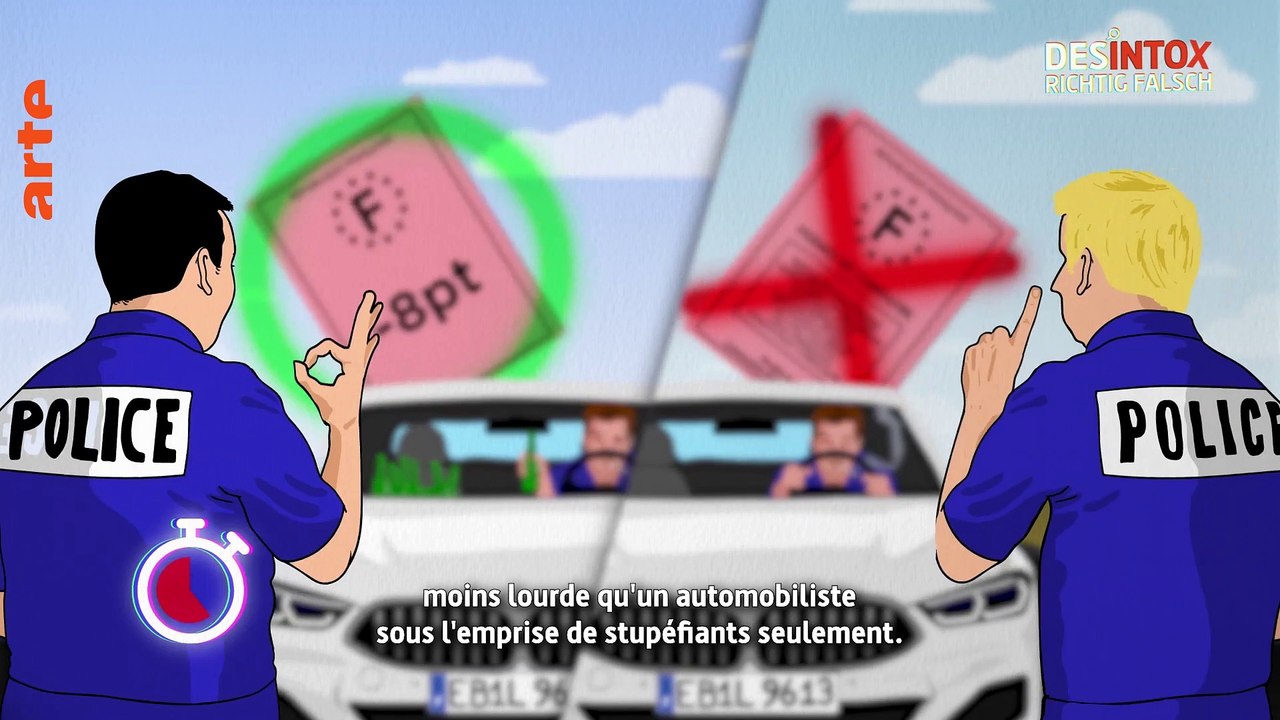 arte
DESINTOX
RICHTIG FALSCH
F
-8pt
F
POLICE
POLICE
moins lourde qu'un automobiliste
sous l'emprise de stupéfiants seulement.
EB1L 96
EB1L 9613